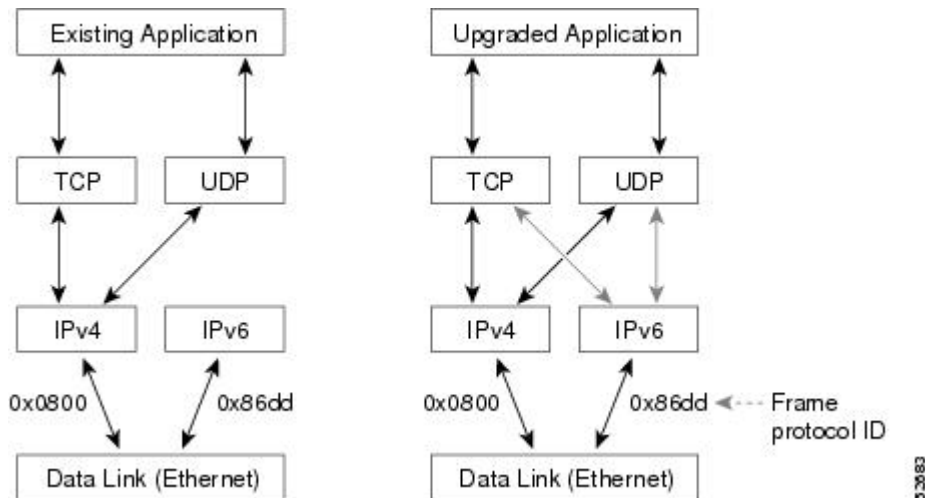 Existing Application
TCP
UDP
IPv4
IPv6
0x0800
0x86dd
Data Link (Ethernet)
Upgraded Application
TCP
UDP
IPv4
IPv6
0x0800
0x86dd
Frame
protocol ID
Data Link (Ethernet)
52683